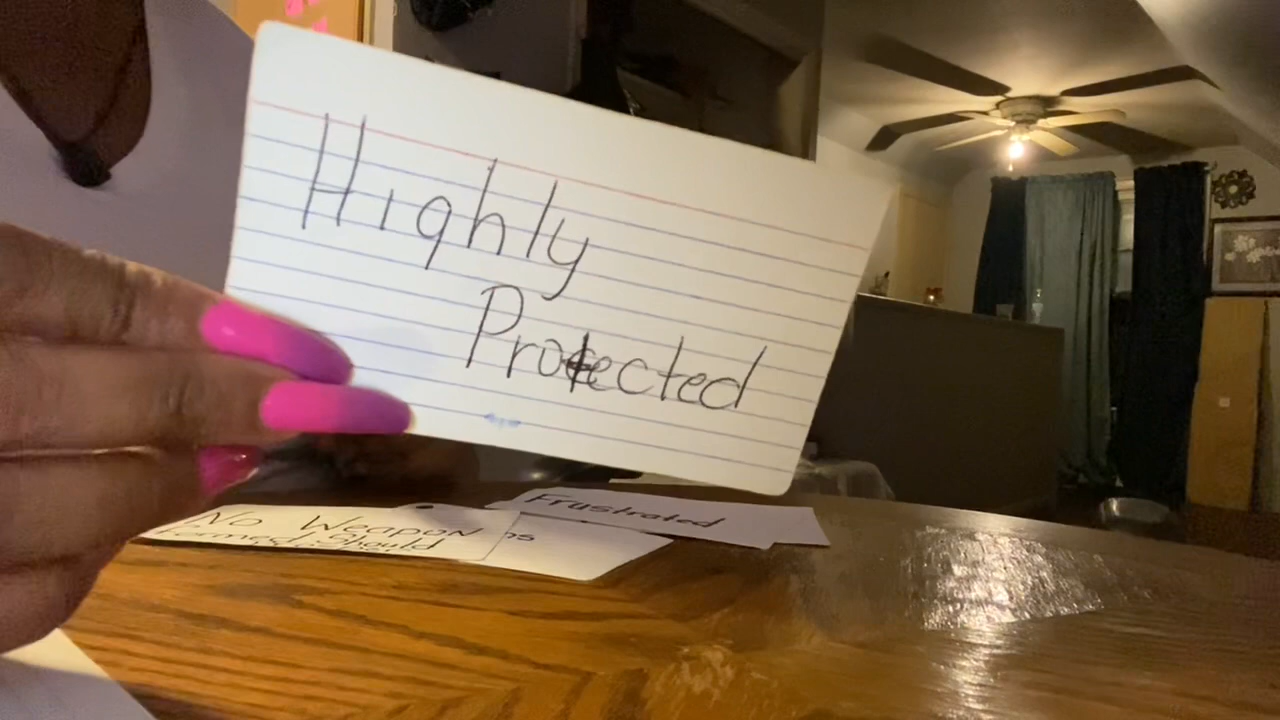 Highly
Protected
Frustrated
No Weapon
formed should